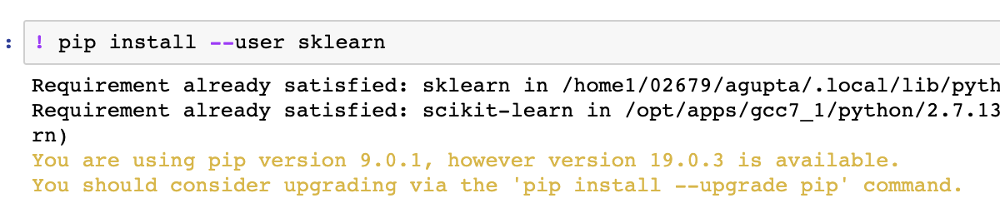 : ! pip install --user sklearn
Requirement already satisfied: sklearn in /home1/02679/agupta/.local/lib/pyth
Requirement already satisfied: scikit-learn in /opt/apps/gcc7_1/python/2.7.13
rn)
You are using pip version 9.0.1, however version 19.0.3 is available.
You should consider upgrading via the 'pip install --upgrade pip' command.